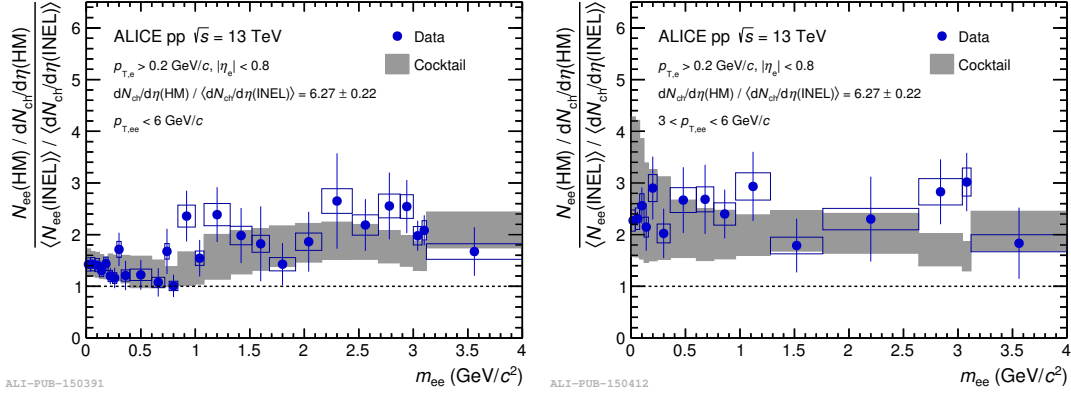 N_ee(HM) / dN_ch/dη(HM)
⟨N_ee(INEL)⟩ / ⟨dN_ch/dη(INEL)⟩
6
5
4
3
2
1
0
ALICE pp √s = 13 TeV
p_T,e > 0.2 GeV/c, |η_e| < 0.8
dN_ch/dη(HM) / ⟨dN_ch/dη(INEL)⟩ = 6.27 ± 0.22
p_T,ee < 6 GeV/c
Data
Cocktail
0 0.5 1 1.5 2 2.5 3 3.5 4
m_ee (GeV/c²)
ALI-PUB-150391
N_ee(HM) / dN_ch/dη(HM)
⟨N_ee(INEL)⟩ / ⟨dN_ch/dη(INEL)⟩
6
5
4
3
2
1
0
ALICE pp √s = 13 TeV
p_T,e > 0.2 GeV/c, |η_e| < 0.8
dN_ch/dη(HM) / ⟨dN_ch/dη(INEL)⟩ = 6.27 ± 0.22
3 < p_T,ee < 6 GeV/c
Data
Cocktail
0 0.5 1 1.5 2 2.5 3 3.5 4
m_ee (GeV/c²)
ALI-PUB-150412